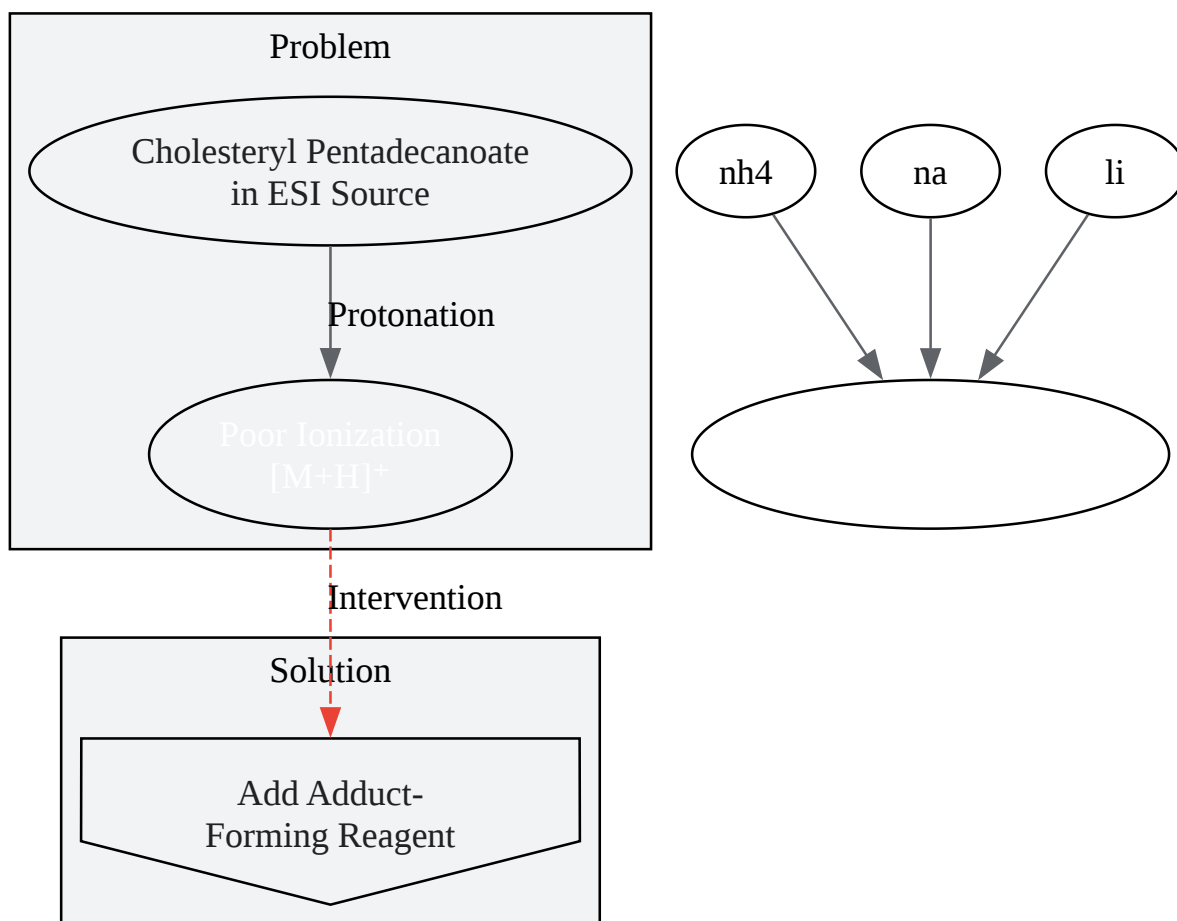 Problem
Cholesteryl Pentadecanoate
in ESI Source
nh4
na
li
Protonation
Poor Ionization
[M+H]⁺
Intervention
Solution
Add Adduct-
Forming Reagent